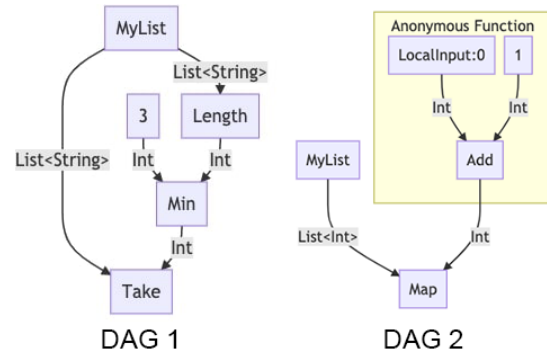 MyList
List<String>
3
Length
List<String>
Int
Int
Min
Int
Take
DAG 1
Anonymous Function
LocalInput:0
1
Int
Int
MyList
Add
List<Int>
Int
Map
DAG 2